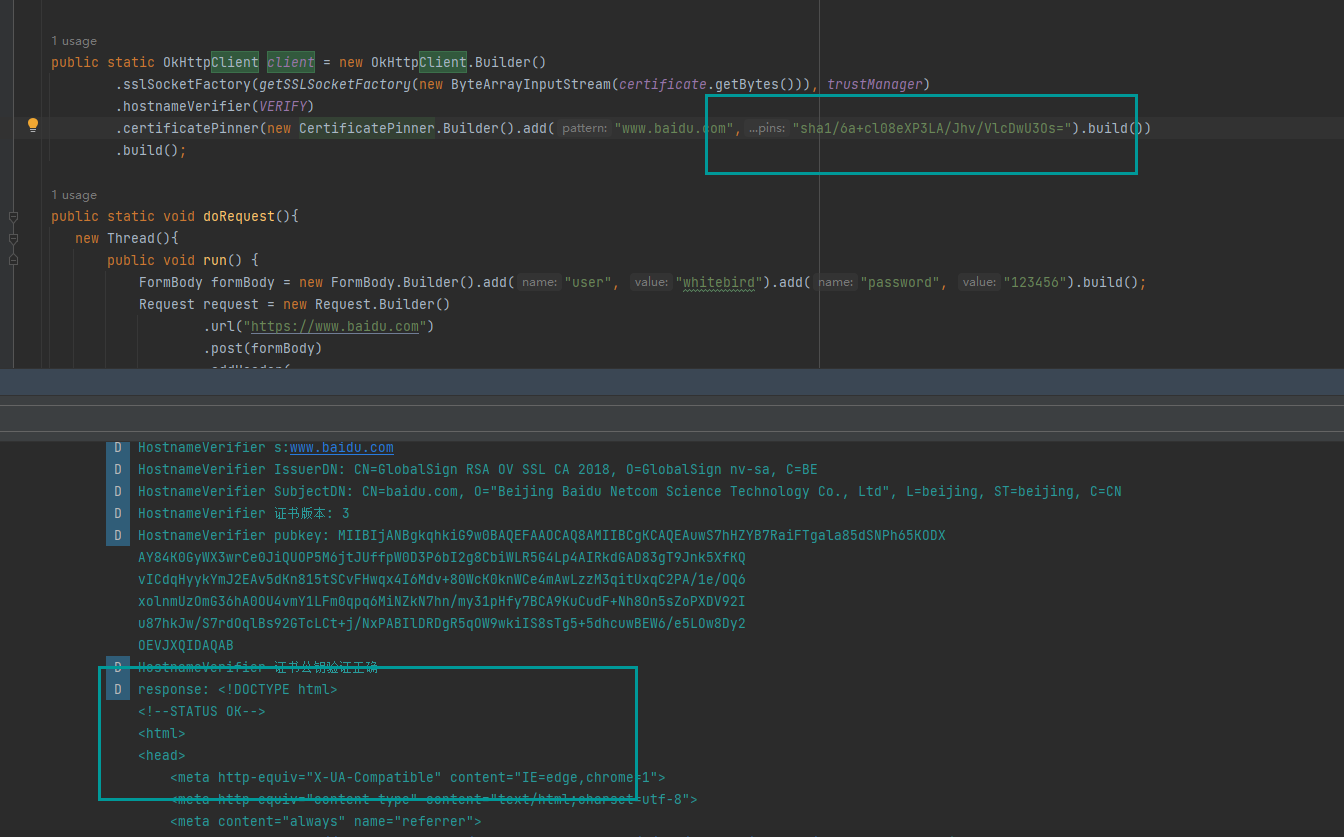 1 usage
public static OkHttpClient client = new OkHttpClient.Builder()
.sslSocketFactory(getSSLSocketFactory(new ByteArrayInputStream(certificate.getBytes())), trustManager)
.hostnameVerifier(VERIFY)
.certificatePinner(new CertificatePinner.Builder().add( pattern: "www.baidu.com", ...pins: "sha1/6a+cl08eXP3LA/Jhv/VlcDwU3Os=").build())
.build();
1 usage
public static void doRequest(){
new Thread(){
public void run() {
FormBody formBody = new FormBody.Builder().add( name: "user", value: "whitebird").add( name: "password", value: "123456").build();
Request request = new Request.Builder()
.url("https://www.baidu.com")
.post(formBody)
D HostnameVerifier s:www.baidu.com
D HostnameVerifier IssuerDN: CN=GlobalSign RSA OV SSL CA 2018, O=GlobalSign nv-sa, C=BE
D HostnameVerifier SubjectDN: CN=baidu.com, O="Beijing Baidu Netcom Science Technology Co., Ltd", L=beijing, ST=beijing, C=CN
D HostnameVerifier 证书版本: 3
D HostnameVerifier pubkey: MIIBIjANBgkqhkiG9w0BAQEFAAOCAQ8AMIIBCgKCAQEAuwS7hHZYB7RaiFTgala85dSNPh65KODX
AY84K0GyWX3wrCe0JiQUOP5M6jtJUffpW0D3P6bI2g8CbiWLR5G4Lp4AIRkdGAD83gT9Jnk5XfKQ
vICdqHyykYmJ2EAv5dKn815tSCvFHwqx4I6Mdv+80WcK0knWCe4mAwLzzM3qitUxqC2PA/1e/OQ6
xolnmUzOmG36hA0OU4vmY1LFm0qpq6MiNZkN7hn/my31pHfy7BCA9KuCudF+Nh8On5sZoPXDV92I
u87hkJw/S7rdOqlBs92GTcLCt+j/NxPABIlDRDgR5qOW9wkiIS8sTg5+5dhcuwBEW6/e5LOw8Dy2
OEVJXQIDAQAB
D HostnameVerifier 证书公钥验证正确
D response: <!DOCTYPE html>
<!--STATUS OK-->
<html>
<head>
<meta http-equiv="X-UA-Compatible" content="IE=edge,chrome=1">
<meta http-equiv="content-type" content="text/html;charset=utf-8">
<meta content="always" name="referrer">